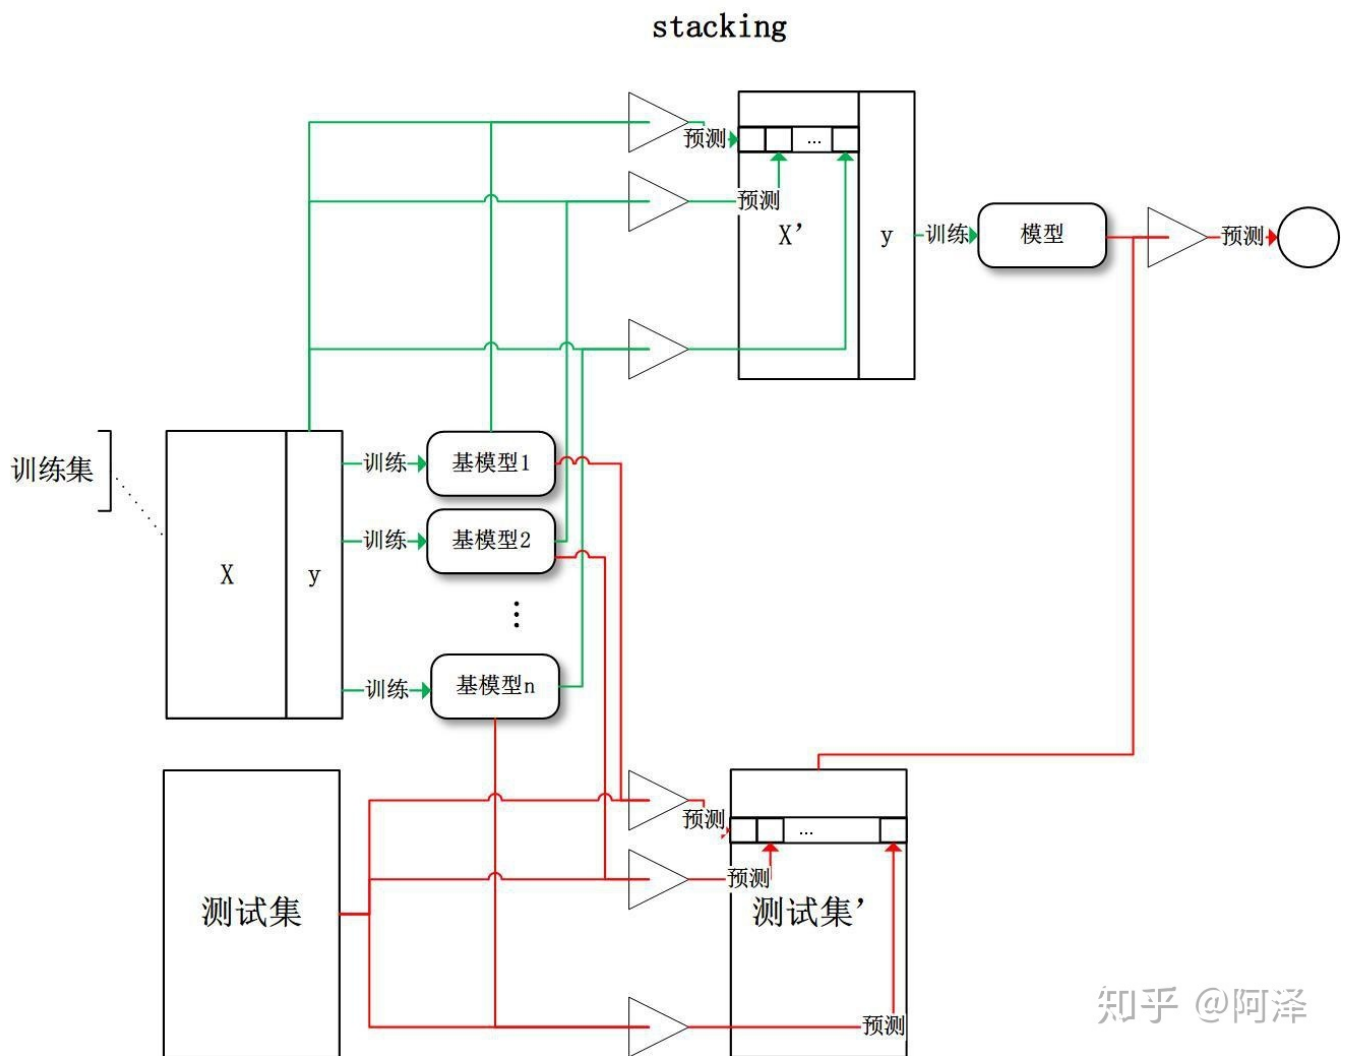 stacking
预测
...
预测
X'
y
训练
模型
预测
训练集
X
y
训练
基模型1
训练
基模型2
⋮
训练
基模型n
测试集
预测
...
预测
测试集'
预测
知乎 @阿泽